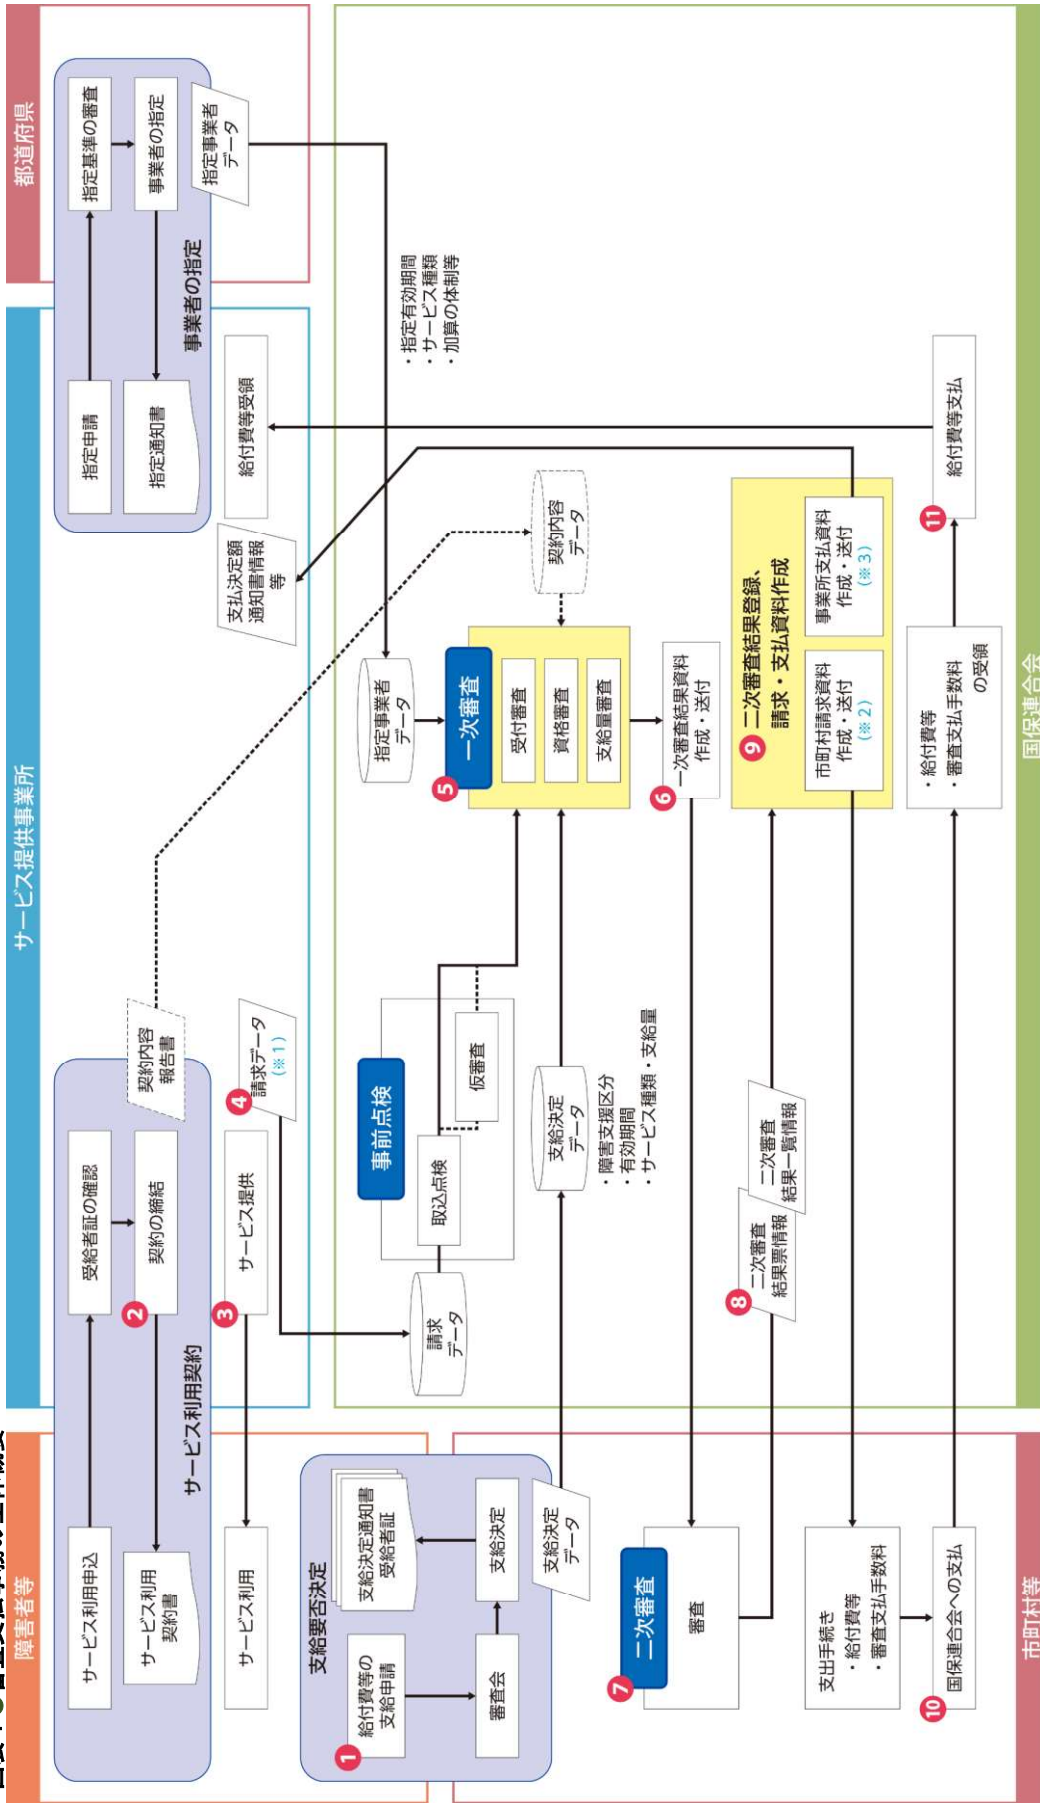 障害者等
サービス提供事業所
都道府県
サービス利用申込
受給者証の確認
契約の締結
2
サービス利用
契約書
契約内容
報告書
サービス利用契約
サービス利用
3
サービス提供
4
請求データ
(※1)
指定申請
指定基準の審査
事業者の指定
指定通知書
指定事業者
データ
事業者の指定
支払決定額
通知書情報
等
給付費等受領
・指定有効期間
・サービス種類
・加算の体制等
支給要否決定
1
給付費等の
支給申請
審査会
支給決定
支給決定通知書
受給者証
支給決定
データ
請求
データ
事前点検
取込点検
仮審査
支給決定
データ
・障害支援区分
・有効期間
・サービス種類・支給量
指定事業者
データ
契約内容
データ
5
一次審査
受付審査
資格審査
支給量審査
6
一次審査結果資料
作成・送付
7
二次審査
審査
8
二次審査
結果票情報
二次審査
結果一覧情報
9
二次審査結果登録、
請求・支払資料作成
市町村請求資料
作成・送付
(※2)
事業所支払資料
作成・送付
(※3)
支出手続き
・給付費等
・審査支払手数料
10
国保連合会への支払
・給付費等
・審査支払手数料
の受領
11
給付費等支払
市町村等
国保連合会